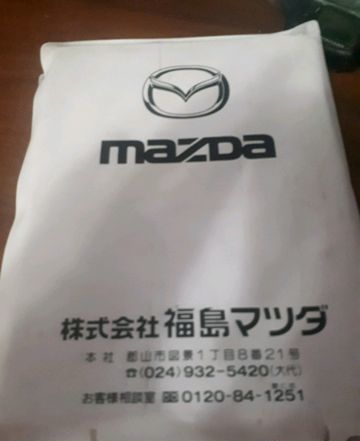 mazda
株式会社 福島マツダ
本社 郡山市図景1丁目8番21号
☎(024)932-5420(大代)
お客様相談室 0120-84-1251